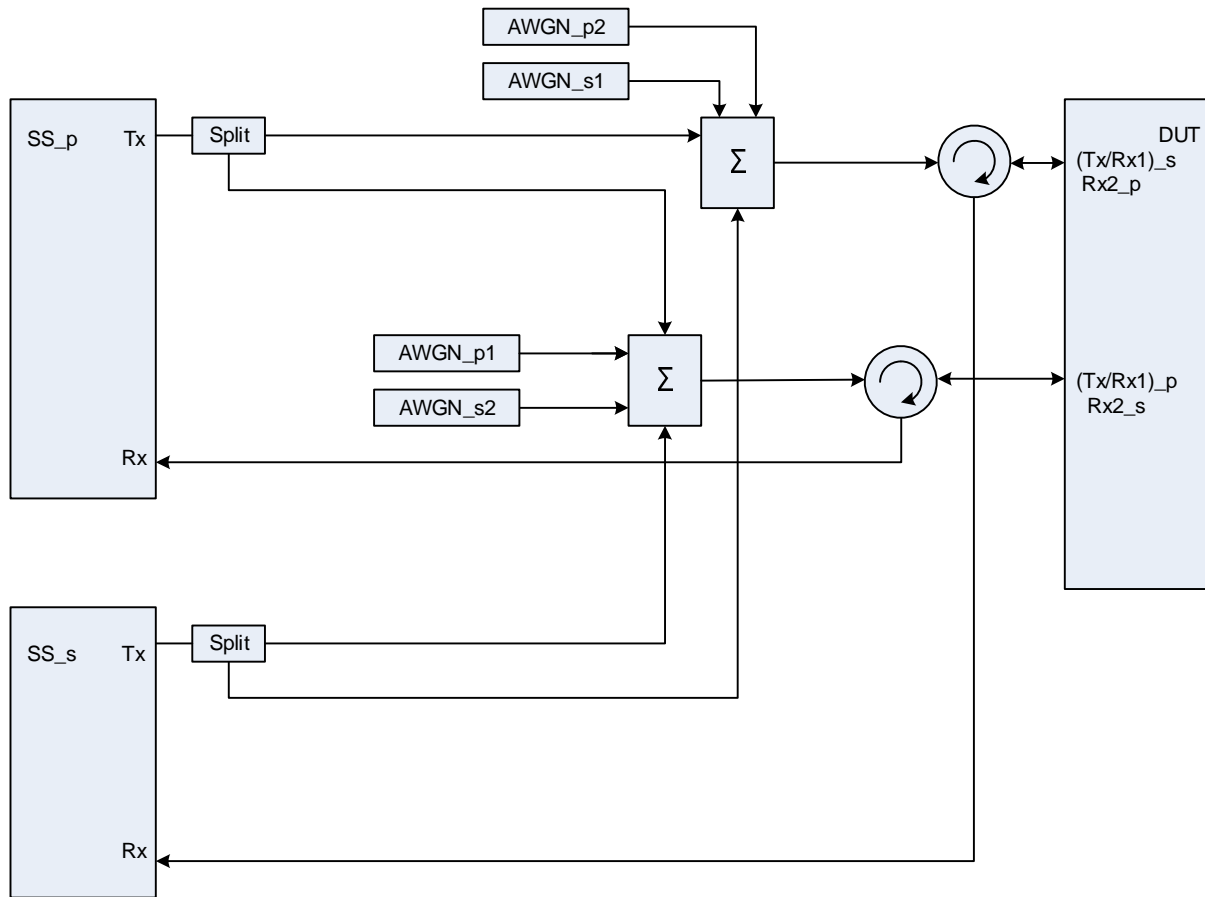 AWGN_p2
AWGN_s1
SS_p
Tx
Split
Σ
DUT
(Tx/Rx1)_s
Rx2_p
AWGN_p1
AWGN_s2
Σ
(Tx/Rx1)_p
Rx2_s
Rx
SS_s
Tx
Split
Rx